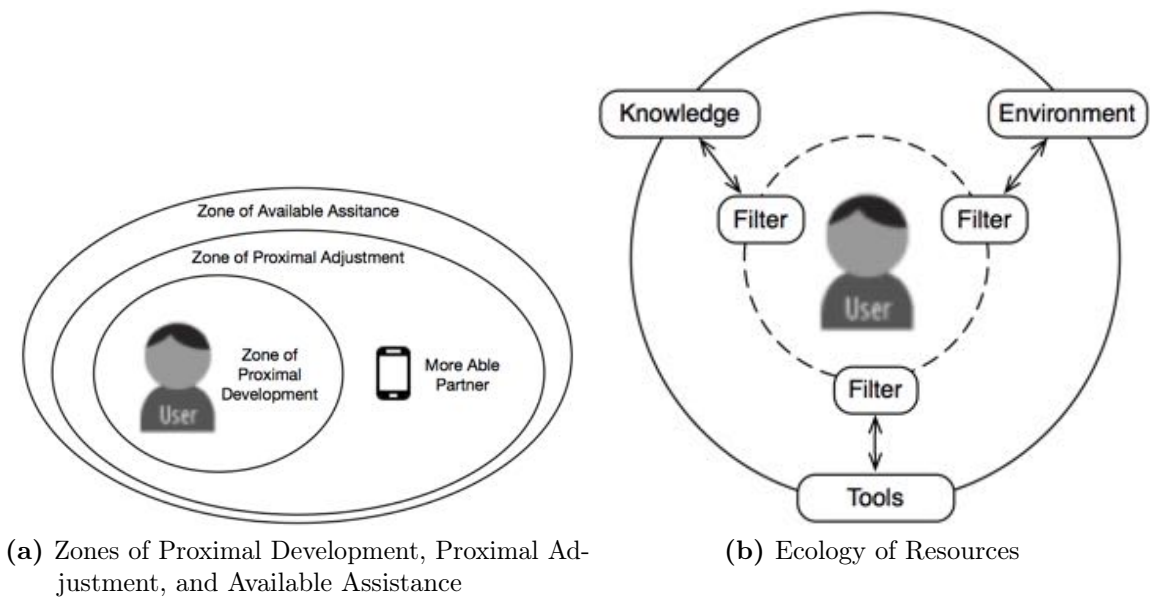 Zone of Available Assitance
Zone of Proximal Adjustment
Zone of
Proximal
Development
User
More Able
Partner
(a) Zones of Proximal Development, Proximal Ad-
justment, and Available Assistance
Knowledge
Environment
Filter
Filter
User
Filter
Tools
(b) Ecology of Resources